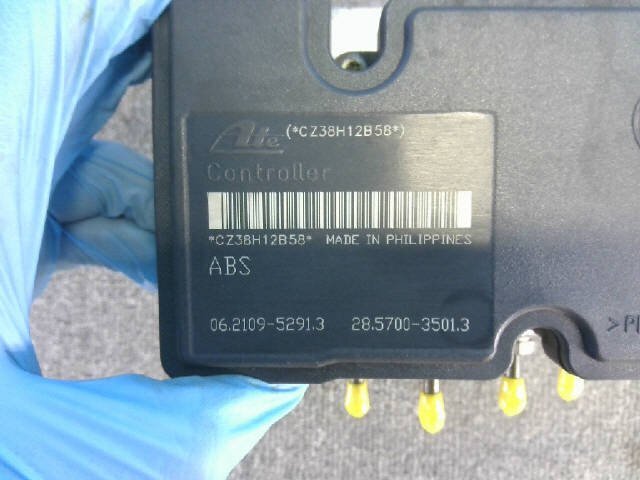 Ate (*CZ38H12B58*)
Controller
*CZ38H12B58* MADE IN PHILIPPINES
ABS
06.2109-5291.3 28.5700-3501.3